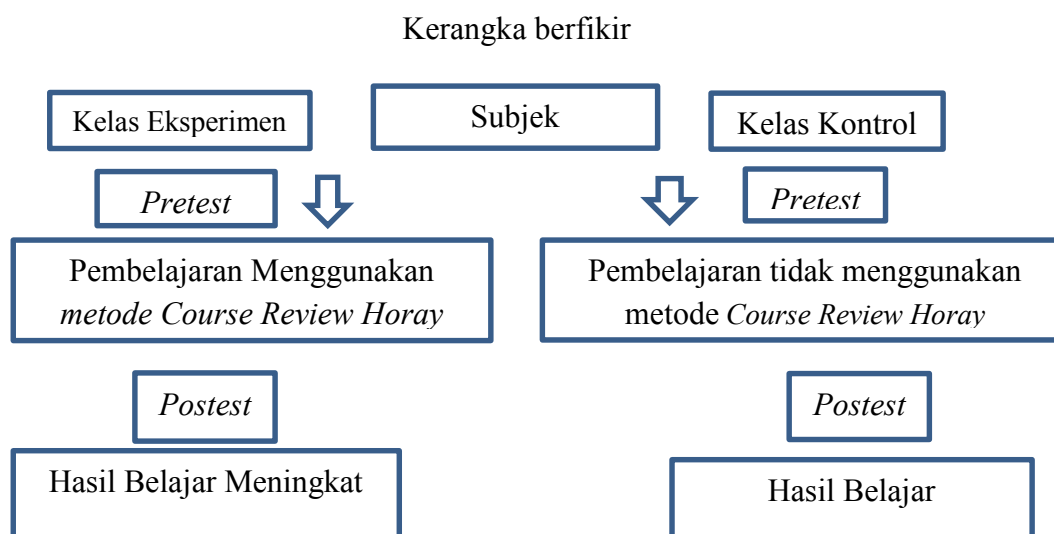 Kerangka berfikir
Kelas Eksperimen
Subjek
Kelas Kontrol
Pretest
Pretest
Pembelajaran Menggunakan
metode Course Review Horay
Pembelajaran tidak menggunakan
metode Course Review Horay
Postest
Postest
Hasil Belajar Meningkat
Hasil Belajar